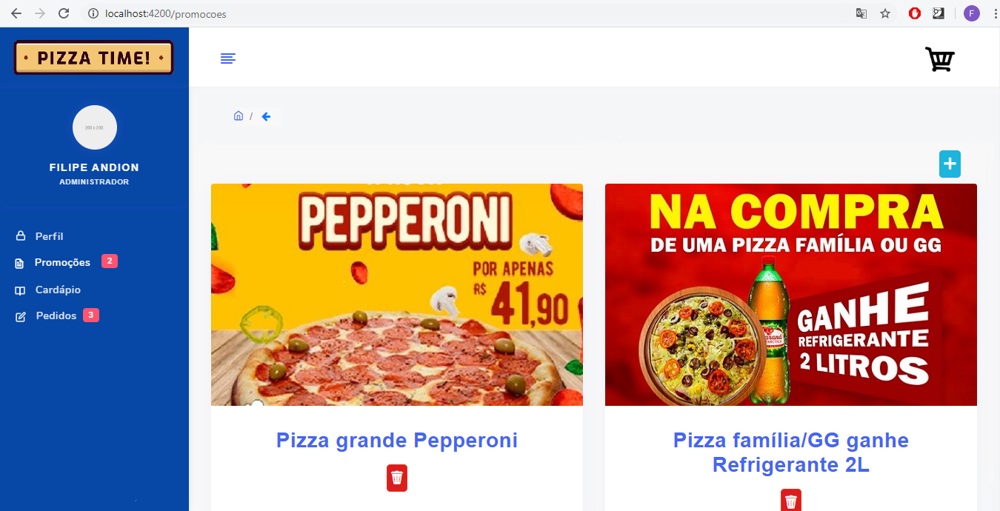 localhost:4200/promocoes
F
PIZZA TIME!
200 x 200
FILIPE ANDION
ADMINISTRADOR
Perfil
Promoções 2
Cardápio
Pedidos 3
/
PEPPERONI
POR APENAS
R$ 41,90
Pizza grande Pepperoni
NA COMPRA
DE UMA PIZZA FAMÍLIA OU GG
GANHE
REFRIGERANTE
2 LITROS
Pizza família/GG ganhe
Refrigerante 2L